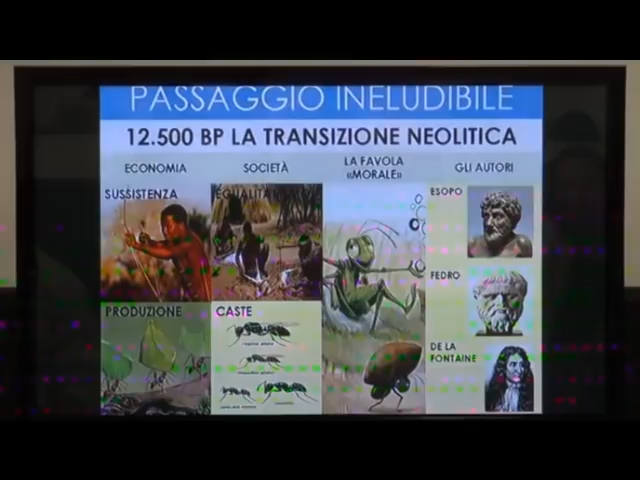 PASSAGGIO INELUDIBILE
12.500 BP LA TRANSIZIONE NEOLITICA
ECONOMIA
SOCIETÀ
LA FAVOLA
«MORALE»
GLI AUTORI
SUSSISTENZA
ESOPO
FEDRO
PRODUZIONE
CASTE
DE LA
FONTAINE